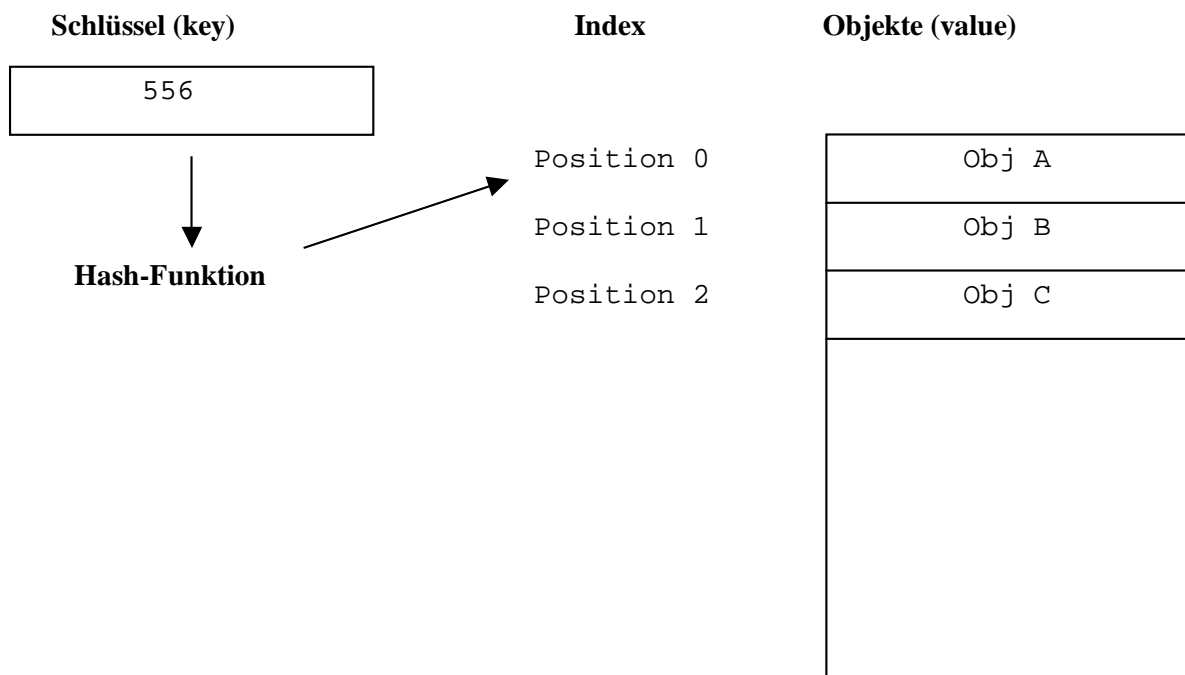 Schlüssel (key) Index Objekte (value)
556
Position 0 Obj A
Position 1 Obj B
Hash-Funktion
Position 2 Obj C